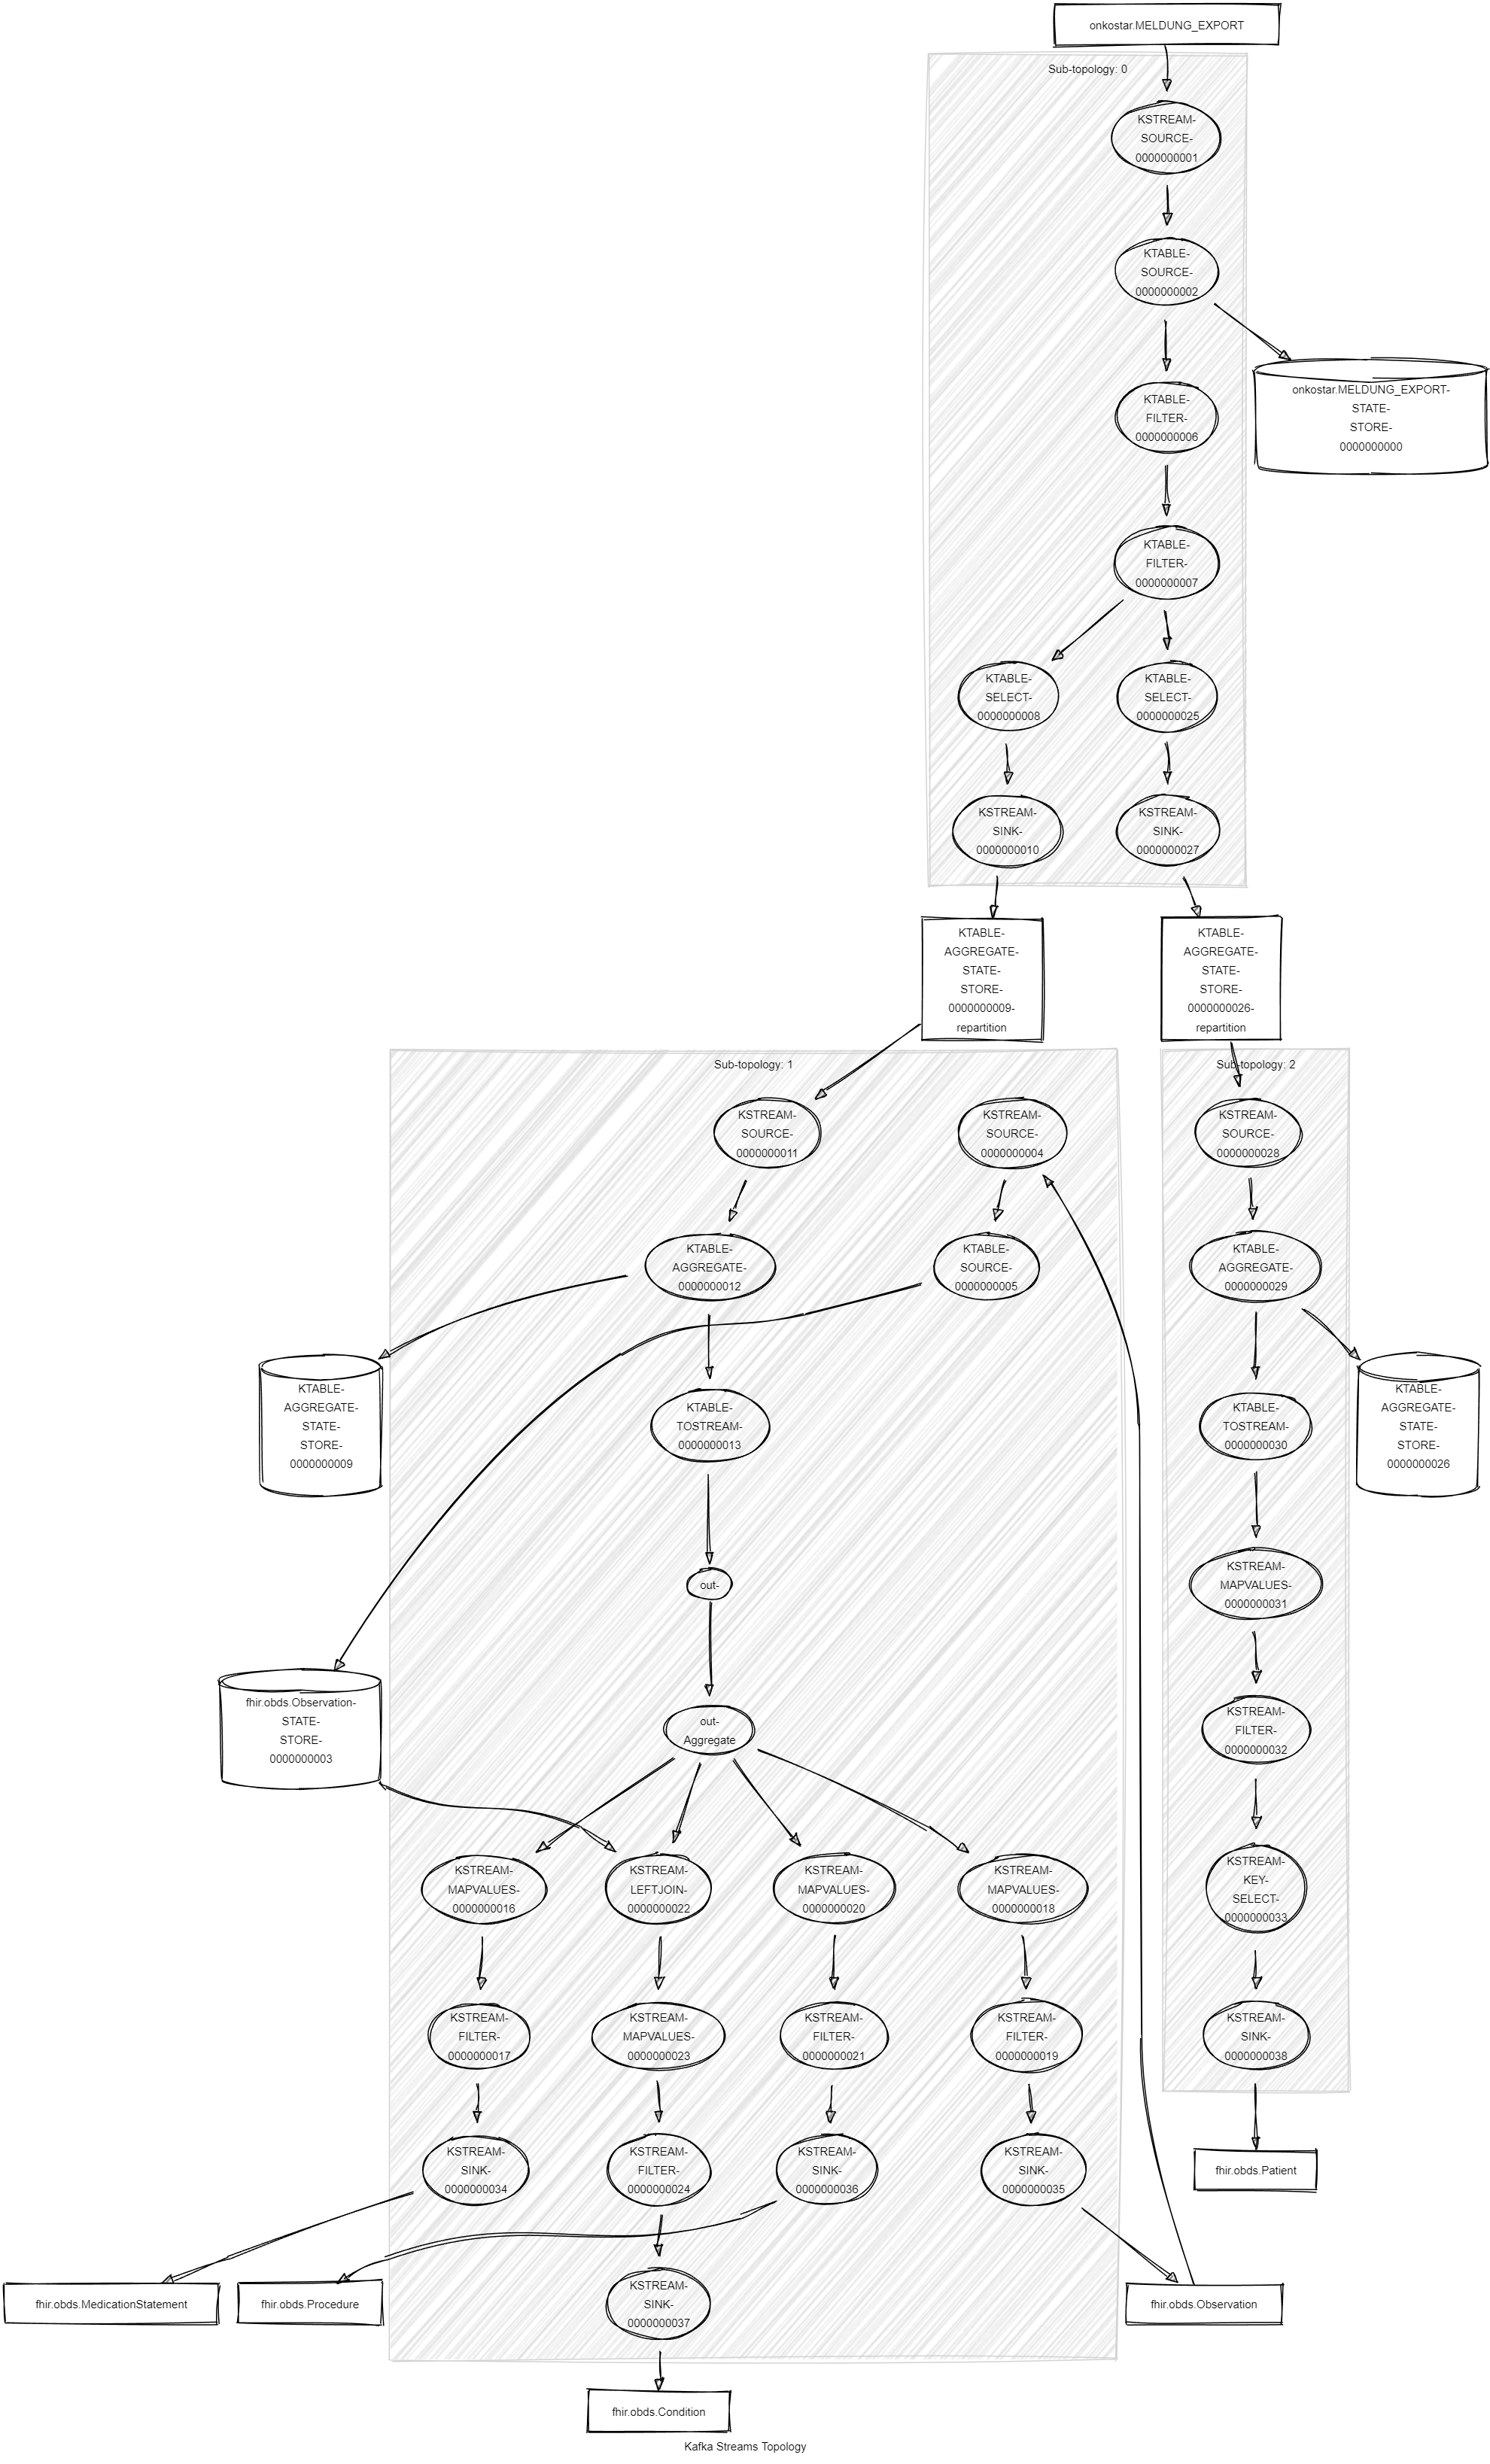 onkostar.MELDUNG_EXPORT
Sub-topology: 0
KSTREAM-
SOURCE-
0000000001
KTABLE-
SOURCE-
0000000002
onkostar.MELDUNG_EXPORT-
STATE-
STORE-
0000000000
KTABLE-
FILTER-
0000000006
KTABLE-
FILTER-
0000000007
KTABLE-
SELECT-
0000000008
KTABLE-
SELECT-
0000000025
KSTREAM-
SINK-
0000000010
KSTREAM-
SINK-
0000000027
KTABLE-
AGGREGATE-
STATE-
STORE-
0000000009-
repartition
KTABLE-
AGGREGATE-
STATE-
STORE-
0000000026-
repartition
Sub-topology: 1
Sub-topology: 2
KSTREAM-
SOURCE-
0000000011
KSTREAM-
SOURCE-
0000000004
KSTREAM-
SOURCE-
0000000028
KTABLE-
AGGREGATE-
0000000012
KTABLE-
SOURCE-
0000000005
KTABLE-
AGGREGATE-
0000000029
KTABLE-
AGGREGATE-
STATE-
STORE-
0000000009
KTABLE-
TOSTREAM-
0000000013
KTABLE-
TOSTREAM-
0000000030
KTABLE-
AGGREGATE-
STATE-
STORE-
0000000026
out-
KSTREAM-
MAPVALUES-
0000000031
fhir.obds.Observation-
STATE-
STORE-
0000000003
out-
Aggregate
KSTREAM-
FILTER-
0000000032
KSTREAM-
MAPVALUES-
0000000016
KSTREAM-
LEFTJOIN-
0000000022
KSTREAM-
MAPVALUES-
0000000020
KSTREAM-
MAPVALUES-
0000000018
KSTREAM-
KEY-
SELECT-
0000000033
KSTREAM-
FILTER-
0000000017
KSTREAM-
MAPVALUES-
0000000023
KSTREAM-
FILTER-
0000000021
KSTREAM-
FILTER-
0000000019
KSTREAM-
SINK-
0000000038
KSTREAM-
SINK-
0000000034
KSTREAM-
FILTER-
0000000024
KSTREAM-
SINK-
0000000036
KSTREAM-
SINK-
0000000035
fhir.obds.Patient
fhir.obds.MedicationStatement
fhir.obds.Procedure
KSTREAM-
SINK-
0000000037
fhir.obds.Observation
fhir.obds.Condition
Kafka Streams Topology